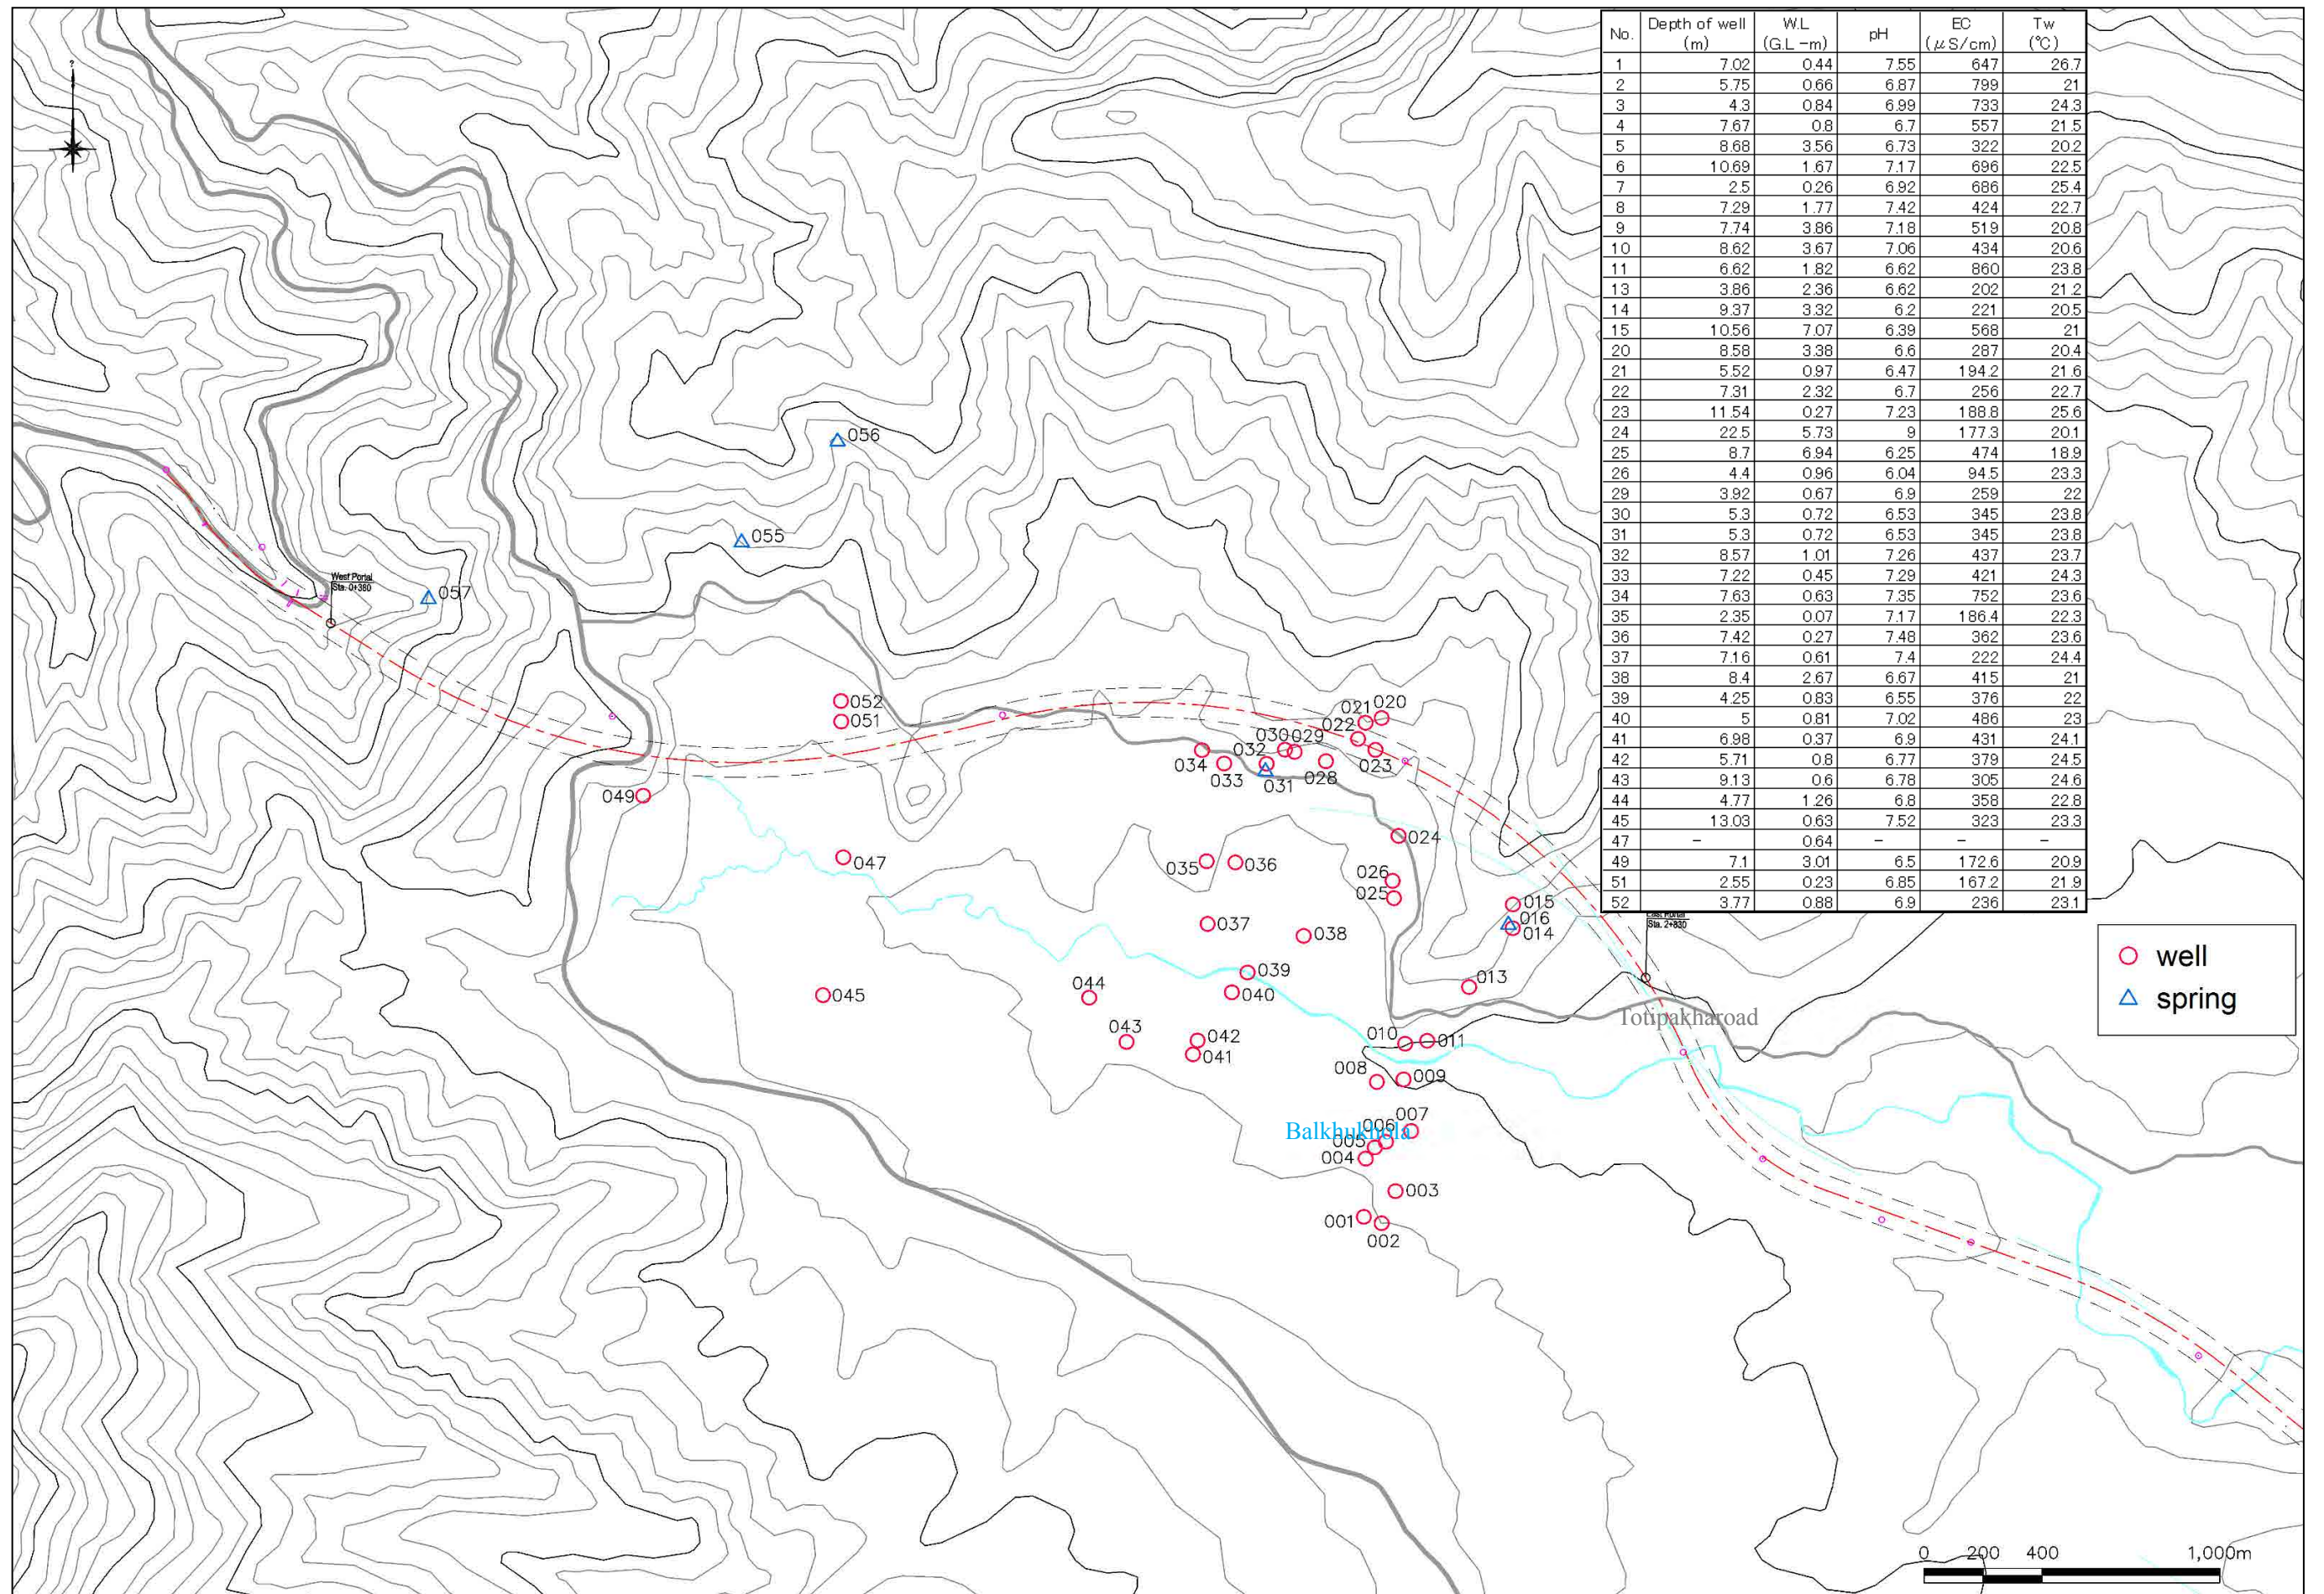 No. Depth of well (m) W.L (G.L -m) pH EC (μS/cm) Tw (℃)
1 7.02 0.44 7.55 647 26.7
2 5.75 0.66 6.87 799 21
3 4.3 0.84 6.99 733 24.3
4 7.67 0.8 6.7 557 21.5
5 8.68 3.56 6.73 322 20.2
6 10.69 1.67 7.17 696 22.5
7 2.5 0.26 6.92 686 25.4
8 7.29 1.77 7.42 424 22.7
9 7.74 3.86 7.18 519 20.8
10 8.62 3.67 7.06 434 20.6
11 6.62 1.82 6.62 860 23.8
13 3.86 2.36 6.62 202 21.2
14 9.37 3.32 6.2 221 20.5
15 10.56 7.07 6.39 568 21
20 8.58 3.38 6.6 287 20.4
21 5.52 0.97 6.47 194.2 21.6
22 7.31 2.32 6.7 256 22.7
23 11.54 0.27 7.23 188.8 25.6
24 22.5 5.73 9 177.3 20.1
25 8.7 6.94 6.25 474 18.9
26 4.4 0.96 6.04 94.5 23.3
29 3.92 0.67 6.9 259 22
30 5.3 0.72 6.53 345 23.8
31 5.3 0.72 6.53 345 23.8
32 8.57 1.01 7.26 437 23.7
33 7.22 0.45 7.29 421 24.3
34 7.63 0.63 7.35 752 23.6
35 2.35 0.07 7.17 186.4 22.3
36 7.42 0.27 7.48 362 23.6
37 7.16 0.61 7.4 222 24.4
38 8.4 2.67 6.67 415 21
39 4.25 0.83 6.55 376 22
40 5 0.81 7.02 486 23
41 6.98 0.37 6.9 431 24.1
42 5.71 0.8 6.77 379 24.5
43 9.13 0.6 6.78 305 24.6
44 4.77 1.26 6.8 358 22.8
45 13.03 0.63 7.52 323 23.3
47 – 0.64 – – –
49 7.1 3.01 6.5 172.6 20.9
51 2.55 0.23 6.85 167.2 21.9
52 3.77 0.88 6.9 236 23.1
?
056
055
West Portal
Sta. 0+380
057
052
051
021 020
022
030 029
032
034
033
031
028
023
049
024
047
035
036
026
025
015
016
014
East Portal
Sta. 2+830
037
038
039
013
044
045
040
Totipakharoad
043
042
041
010
011
008
009
007
006
Balkhukhola
005
004
003
001
002
well
spring
0 200 400 1,000m